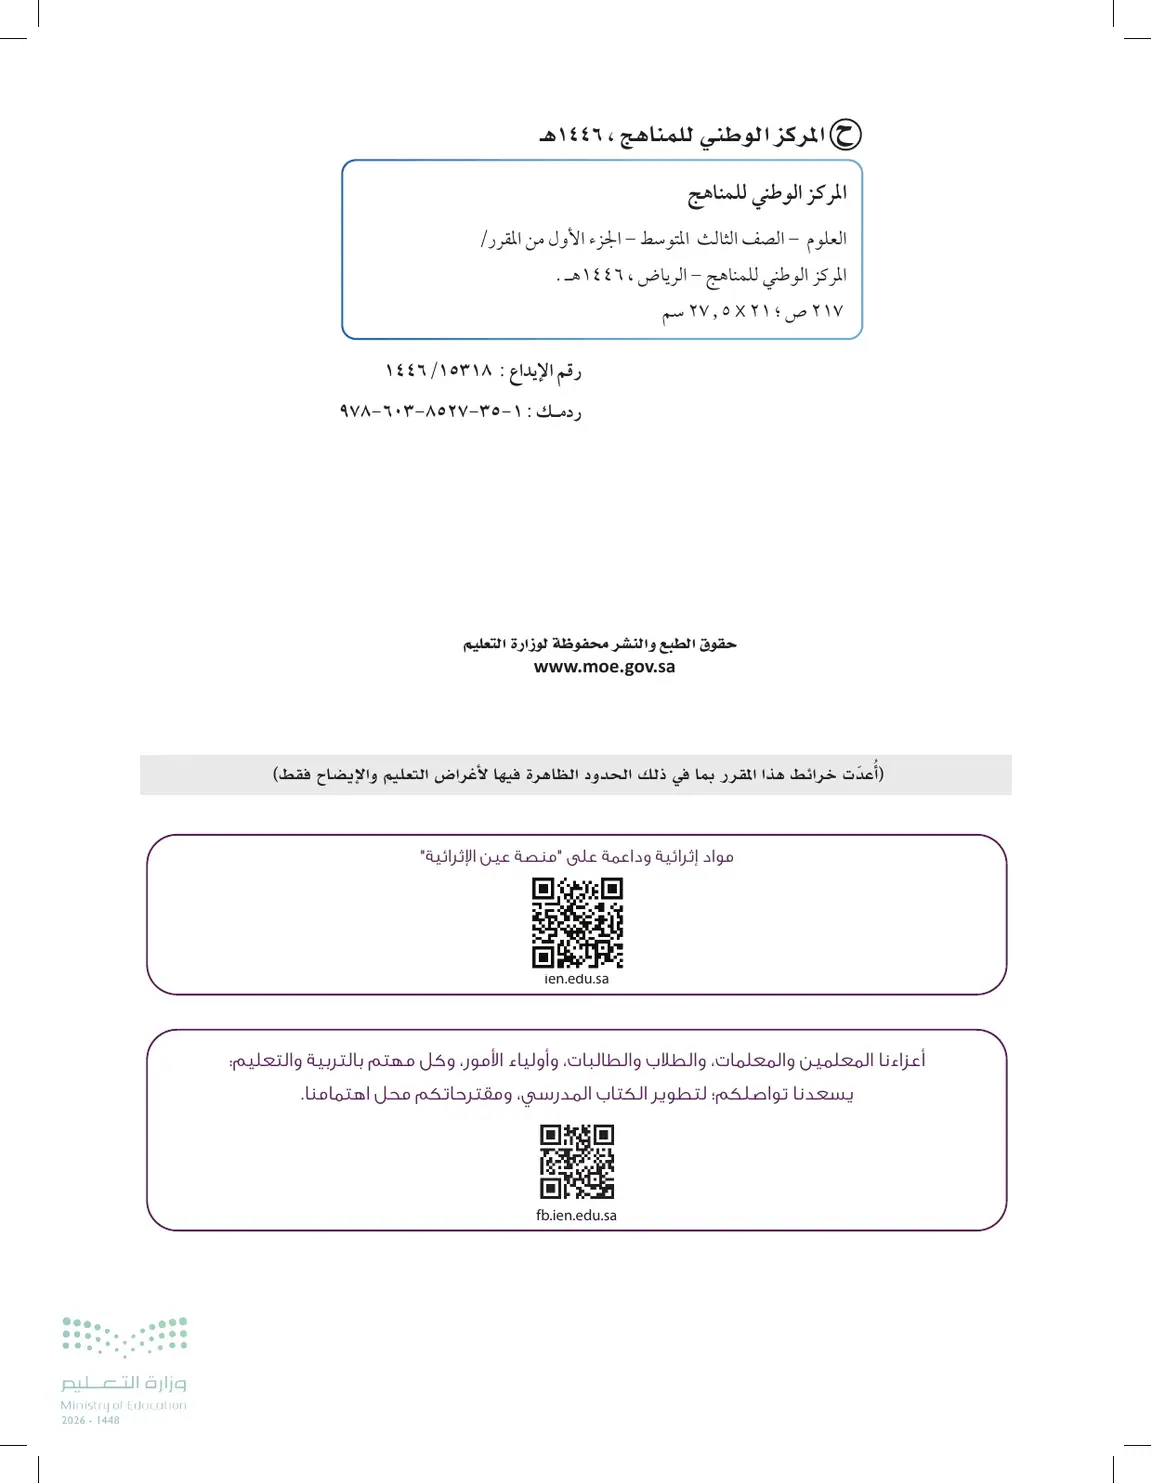 ح المركز الوطني للمناهج ، ١٤٤٦هـ
المركز الوطني للمناهج
العلوم – الصف الثالث المتوسط – الجزء الأول من المقرر/
المركز الوطني للمناهج – الرياض ، ١٤٤٦هـ .
٢١٧ ص ؛ ٢١ X ٢٧,٥ سم
رقم الإيداع : ١٥٣١٨/ ١٤٤٦
ردمـك : ١-٣٥-٨٥٢٧-٦٠٣-٩٧٨
حقوق الطبع والنشر محفوظة لوزارة التعليم
www.moe.gov.sa
(أُعدَت خرائط هذا المقرر بما في ذلك الحدود الظاهرة فيها لأغراض التعليم والإيضاح فقط)
مواد إثرائية وداعمة على "منصة عين الإثرائية"
ien.edu.sa
أعزاءنا المعلمين والمعلمات، والطلاب والطالبات، وأولياء الأمور، وكل مهتم بالتربية والتعليم:
يسعدنا تواصلكم؛ لتطوير الكتاب المدرسي، ومقترحاتكم محل اهتمامنا.
fb.ien.edu.sa
وزارة التعـــليم
Ministry of Education
2026 - 1448